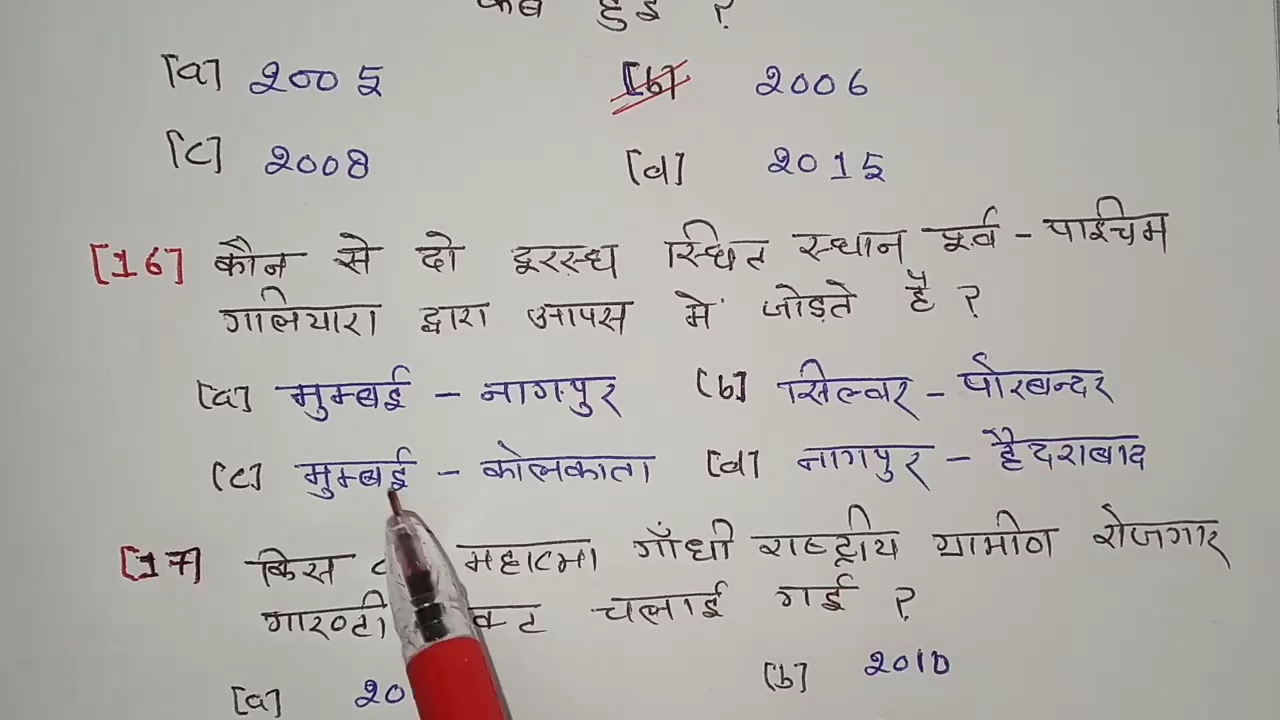 कब हुई ?
[a] 2005 [b] 2006
[c] 2008 [d] 2015
[16] कौन से दो दूरस्थ स्थित स्थान पूर्व - पश्चिम
गलियारा द्वारा आपस में जोड़ते है ?
[a] मुम्बई - नागपुर [b] सिल्चर - पोरबन्दर
[c] मुम्बई - कोलकाता [d] नागपुर - हैदराबाद
[17] किस महात्मा गाँधी राष्ट्रीय ग्रामीण रोजगार
गारण्टी चलाई गई ?
[a] 20 [b] 2010